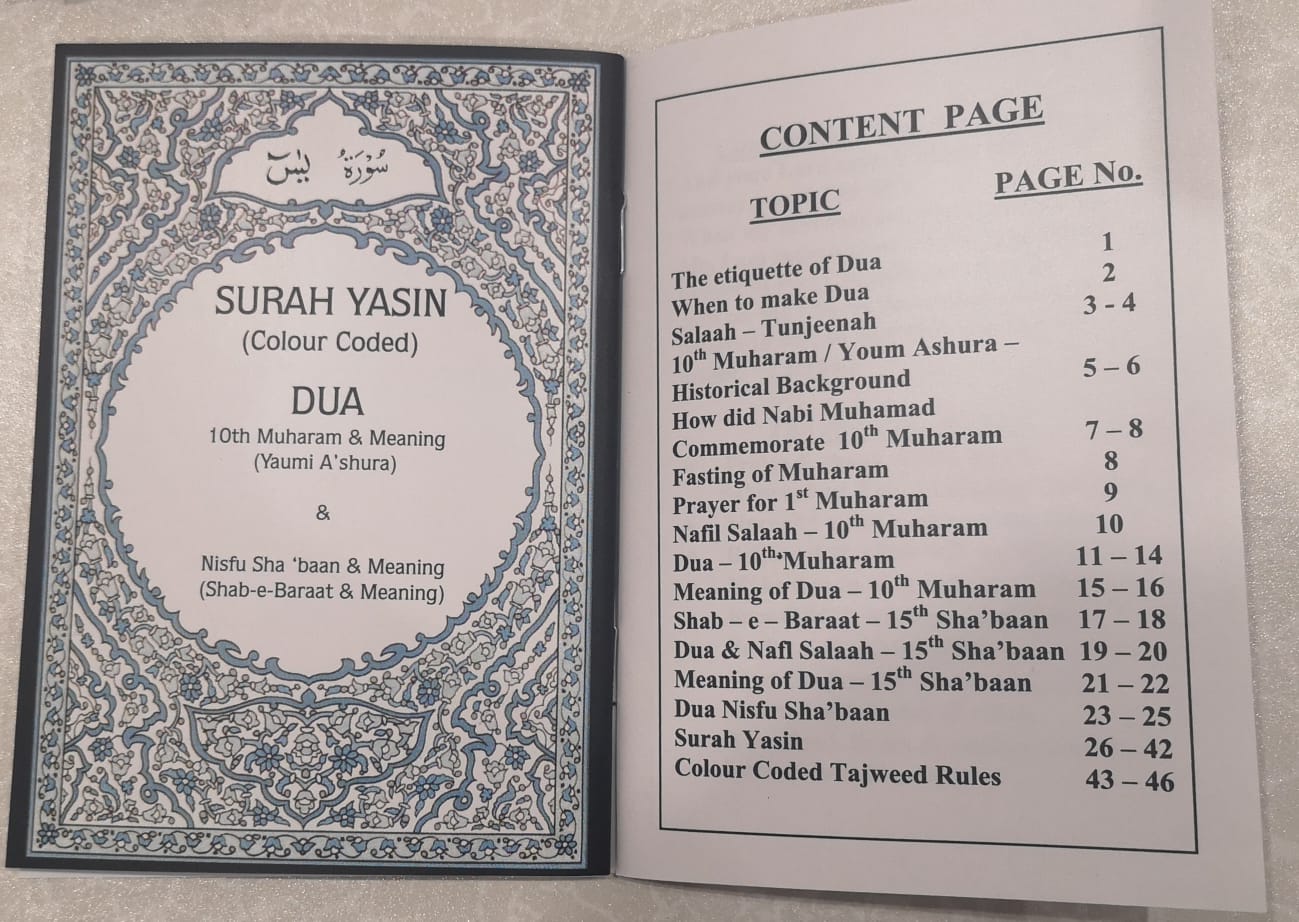 سُوْرَةُ يٰسٓ
SURAH YASIN
(Colour Coded)
DUA
10th Muharam & Meaning
(Yaumi A'shura)
&
Nisfu Sha 'baan & Meaning
(Shab-e-Baraat & Meaning)
CONTENT PAGE
TOPIC PAGE No.
The etiquette of Dua 1
When to make Dua 2
Salaah – Tunjeenah 3 - 4
10th Muharam / Youm Ashura –
Historical Background 5 – 6
How did Nabi Muhamad
Commemorate 10th Muharam 7 – 8
Fasting of Muharam 8
Prayer for 1st Muharam 9
Nafil Salaah – 10th Muharam 10
Dua – 10th Muharam 11 – 14
Meaning of Dua – 10th Muharam 15 – 16
Shab – e – Baraat – 15th Sha'baan 17 – 18
Dua & Nafl Salaah – 15th Sha'baan 19 – 20
Meaning of Dua – 15th Sha'baan 21 – 22
Dua Nisfu Sha'baan 23 – 25
Surah Yasin 26 – 42
Colour Coded Tajweed Rules 43 – 46